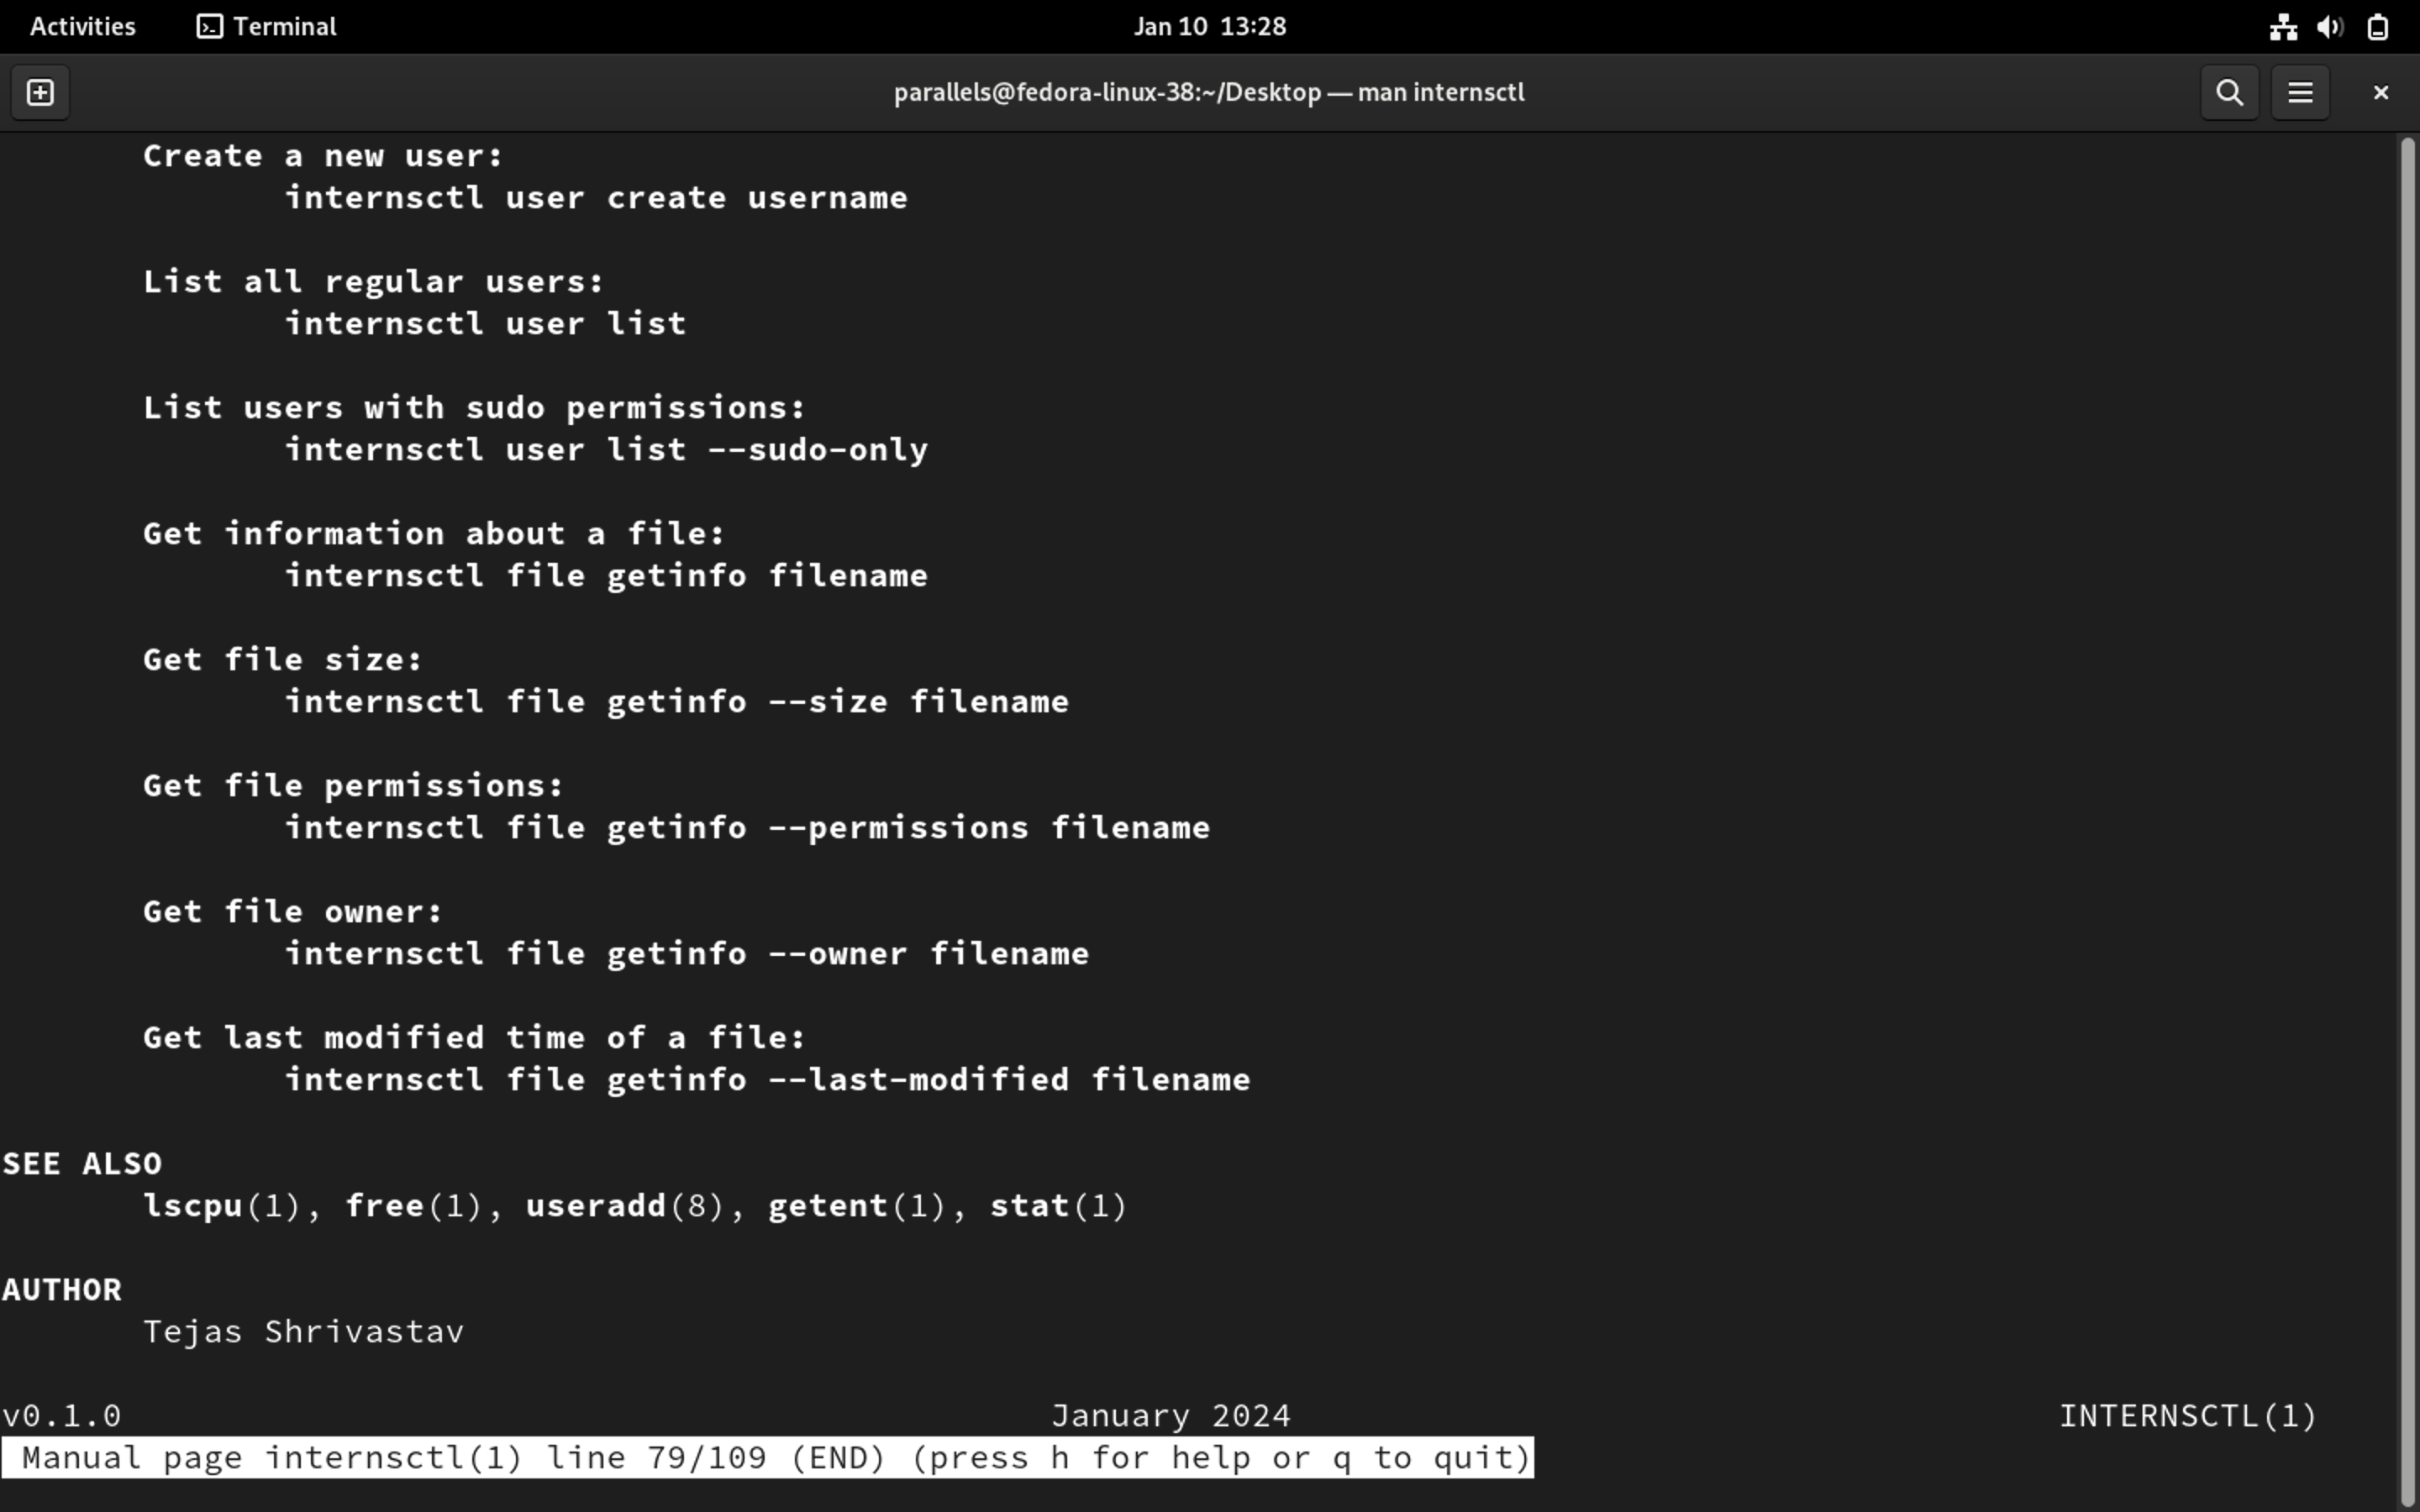 Activities Terminal Jan 10 13:28
parallels@fedora-linux-38:~/Desktop — man internsctl
Create a new user:
internsctl user create username
List all regular users:
internsctl user list
List users with sudo permissions:
internsctl user list --sudo-only
Get information about a file:
internsctl file getinfo filename
Get file size:
internsctl file getinfo --size filename
Get file permissions:
internsctl file getinfo --permissions filename
Get file owner:
internsctl file getinfo --owner filename
Get last modified time of a file:
internsctl file getinfo --last-modified filename
SEE ALSO
lscpu(1), free(1), useradd(8), getent(1), stat(1)
AUTHOR
Tejas Shrivastav
v0.1.0 January 2024 INTERNSCTL(1)
Manual page internsctl(1) line 79/109 (END) (press h for help or q to quit)